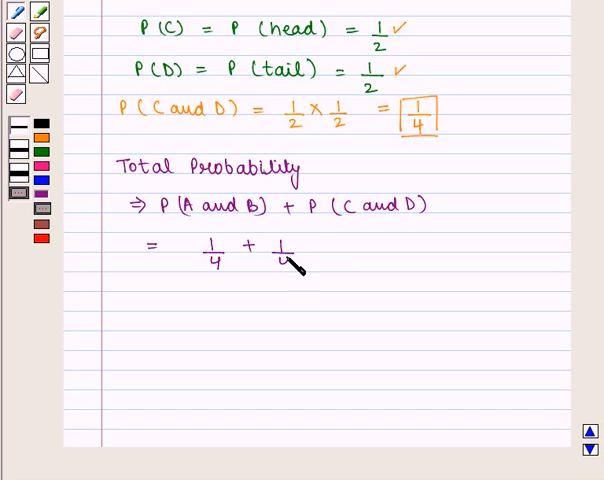 P(C) = P(head) = 1/2 ✓
P(D) = P(tail) = 1/2 ✓
P(C and D) = 1/2 × 1/2 = 1/4
Total Probability
⇒ P(A and B) + P(C and D)
= 1/4 + 1/4